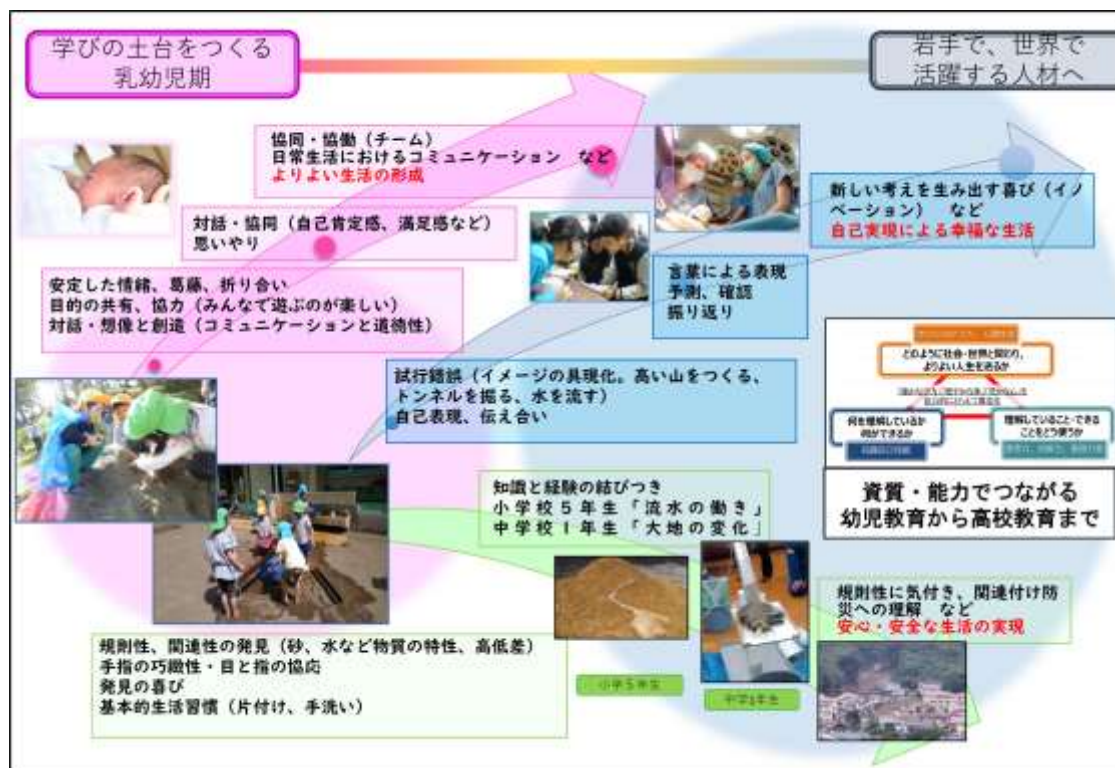 学びの土台をつくる
乳幼児期
岩手で、世界で
活躍する人材へ
協同・協働（チーム）
日常生活におけるコミュニケーション　など
よりよい生活の形成
対話・協同（自己肯定感、満足感など）
思いやり
安定した情緒、葛藤、折り合い
目的の共有、協力（みんなで遊ぶのが楽しい）
対話・想像と創造（コミュニケーションと道徳性）
新しい考えを生み出す喜び（イノ
ベーション）　など
自己実現による幸福な生活
言葉による表現
予測、確認
振り返り
試行錯誤（イメージの具現化。高い山をつくる、
トンネルを掘る、水を流す）
自己表現、伝え合い
どのように社会・世界と関わり、
よりよい人生を送るか
何を理解しているか
何ができるか
理解していること・できる
ことをどう使うか
資質・能力でつながる
幼児教育から高校教育まで
知識と経験の結びつき
小学校５年生「流水の働き」
中学校１年生「大地の変化」
規則性に気付き、関連付け防
災への理解　など
安心・安全な生活の実現
規則性、関連性の発見（砂、水など物質の特性、高低差）
手指の巧緻性・目と指の協応
発見の喜び
基本的生活習慣（片付け、手洗い）
小学５年生
中学1年生